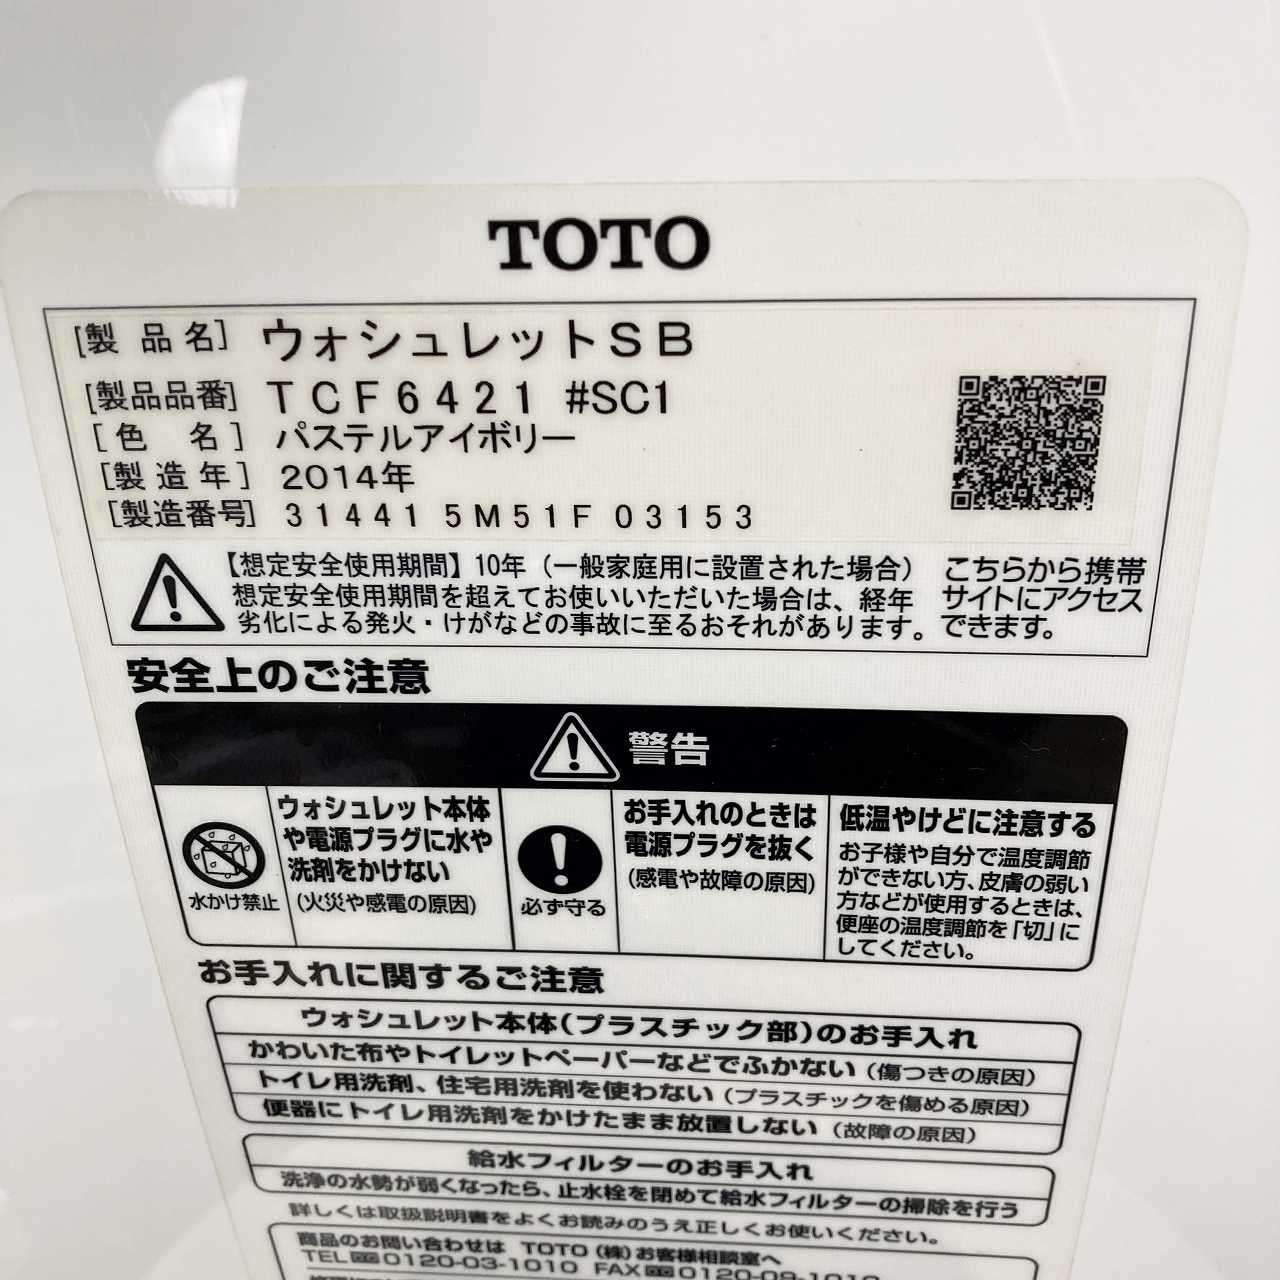 TOTO
[製品名] ウォシュレットSB
[製品品番] TCF6421 #SC1
[色名] パステルアイボリー
[製造年] 2014年
[製造番号] 31441 5M51F 03153
【想定安全使用期間】10年（一般家庭用に設置された場合）
想定安全使用期間を超えてお使いいただいた場合は、経年
劣化による発火・けがなどの事故に至るおそれがあります。
こちらから携帯
サイトにアクセス
できます。
安全上のご注意
警告
水かけ禁止
ウォシュレット本体
や電源プラグに水や
洗剤をかけない
(火災や感電の原因)
必ず守る
お手入れのときは
電源プラグを抜く
(感電や故障の原因)
低温やけどに注意する
お子様や自分で温度調節
ができない方、皮膚の弱い
方などが使用するときは、
便座の温度調節を「切」に
してください。
お手入れに関するご注意
ウォシュレット本体(プラスチック部)のお手入れ
かわいた布やトイレットペーパーなどでふかない(傷つきの原因)
トイレ用洗剤、住宅用洗剤を使わない(プラスチックを傷める原因)
便器にトイレ用洗剤をかけたまま放置しない(故障の原因)
給水フィルターのお手入れ
洗浄の水勢が弱くなったら、止水栓を閉めて給水フィルターの掃除を行う
詳しくは取扱説明書をよくお読みのうえ正しくお使いください。
商品のお問い合わせは TOTO(株)お客様相談室へ
TEL 0120-03-1010 FAX 0120-09-1010